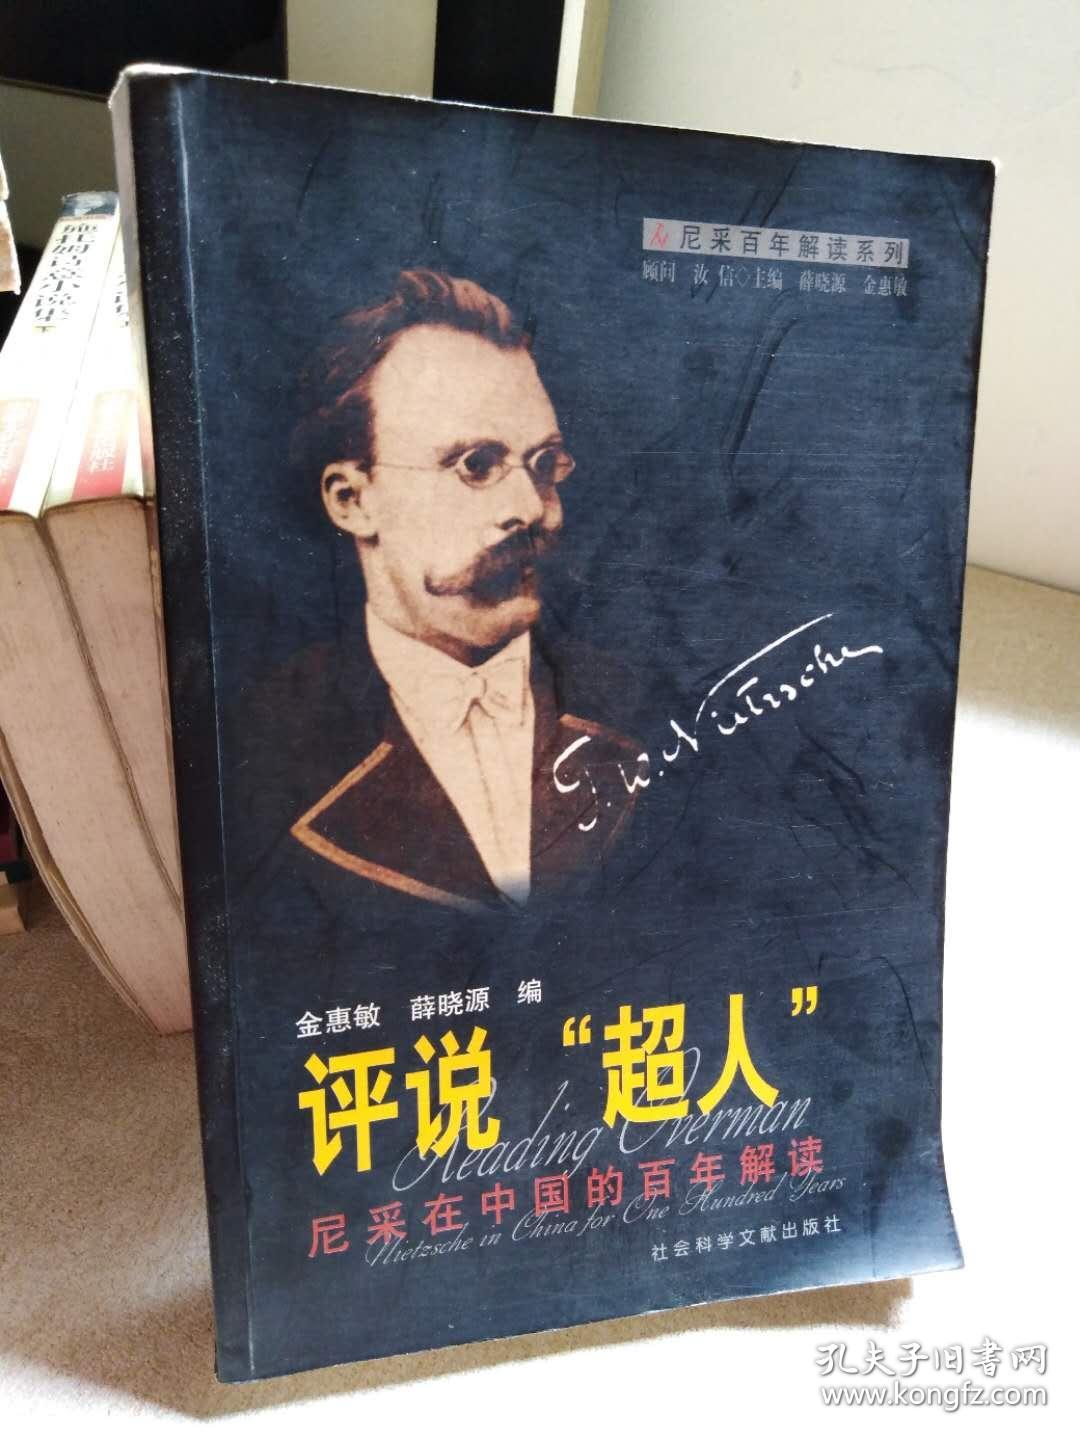 尼采百年解读系列
顾问 汝信◇主编 薛晓源 金惠敏
F. W. Nietzsche
金惠敏 薛晓源 编
评说“超人”
Reading Overman
尼采在中国的百年解读
Nietzsche in China for One Hundred Years
社会科学文献出版社
孔夫子旧书网
www.kongfz.com